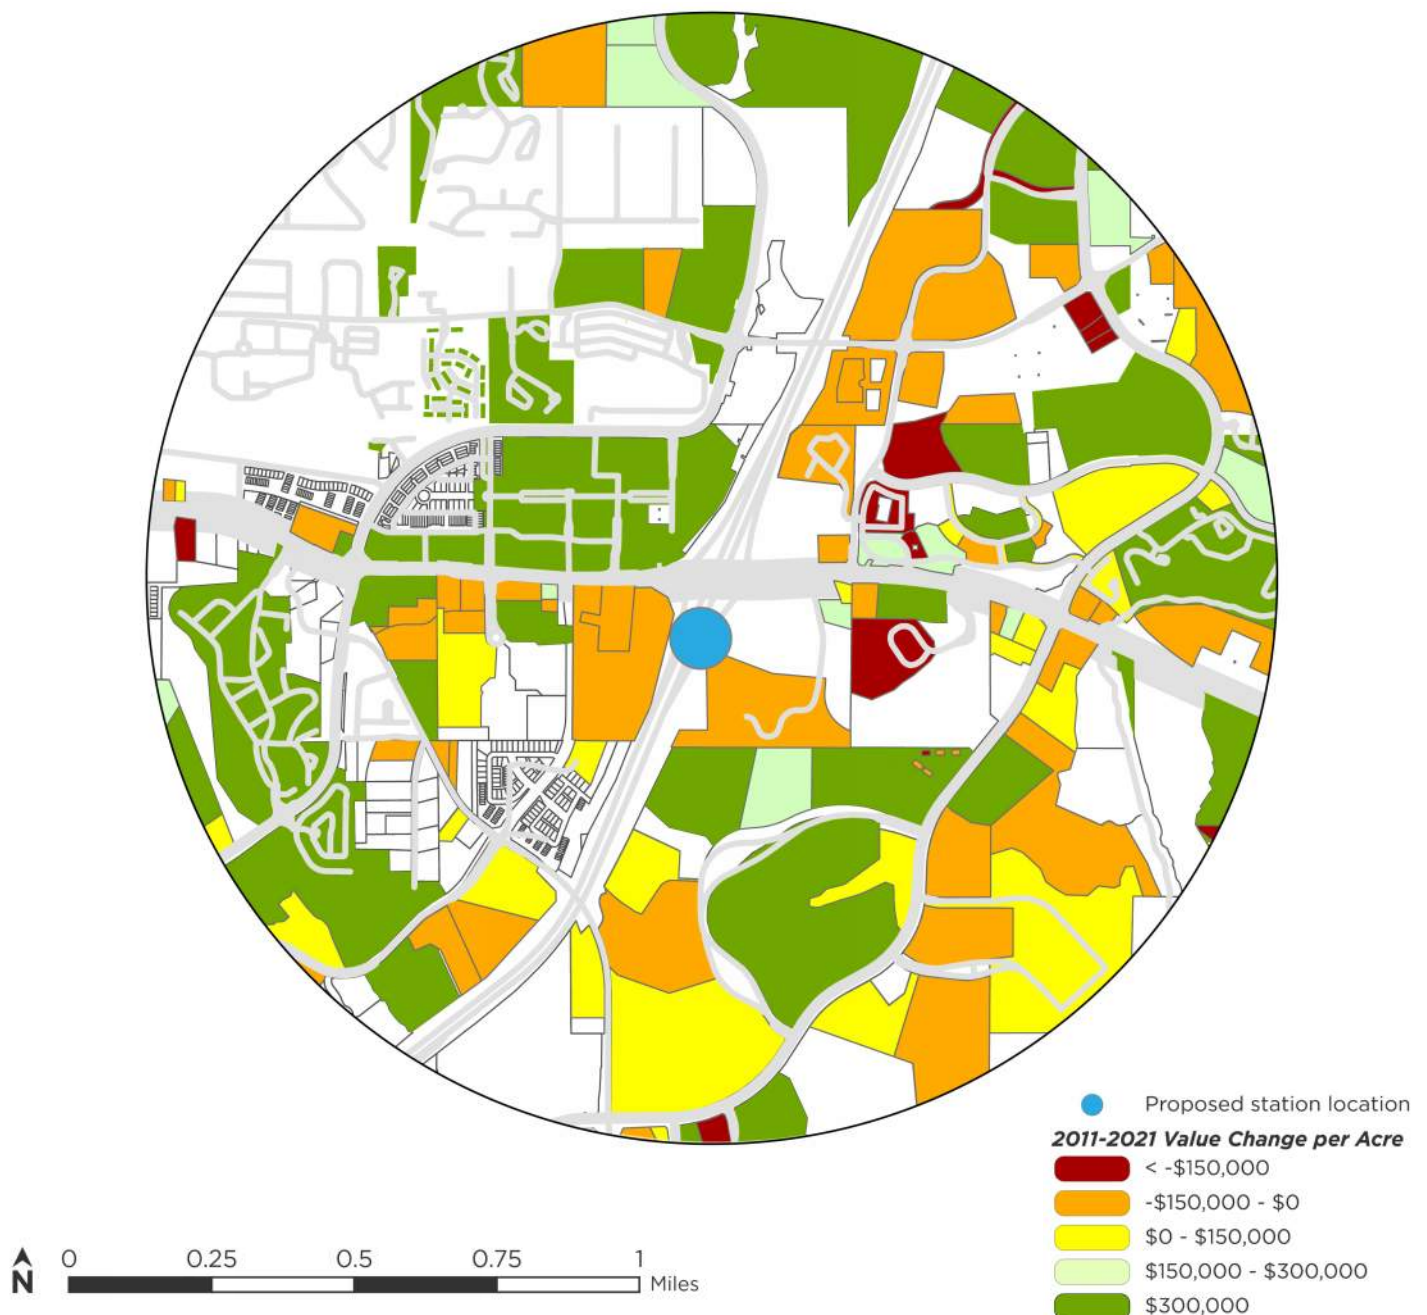 Proposed station location
2011-2021 Value Change per Acre
< -$150,000
-$150,000 - $0
$0 - $150,000
$150,000 - $300,000
$300,000
N
0 0.25 0.5 0.75 1
Miles